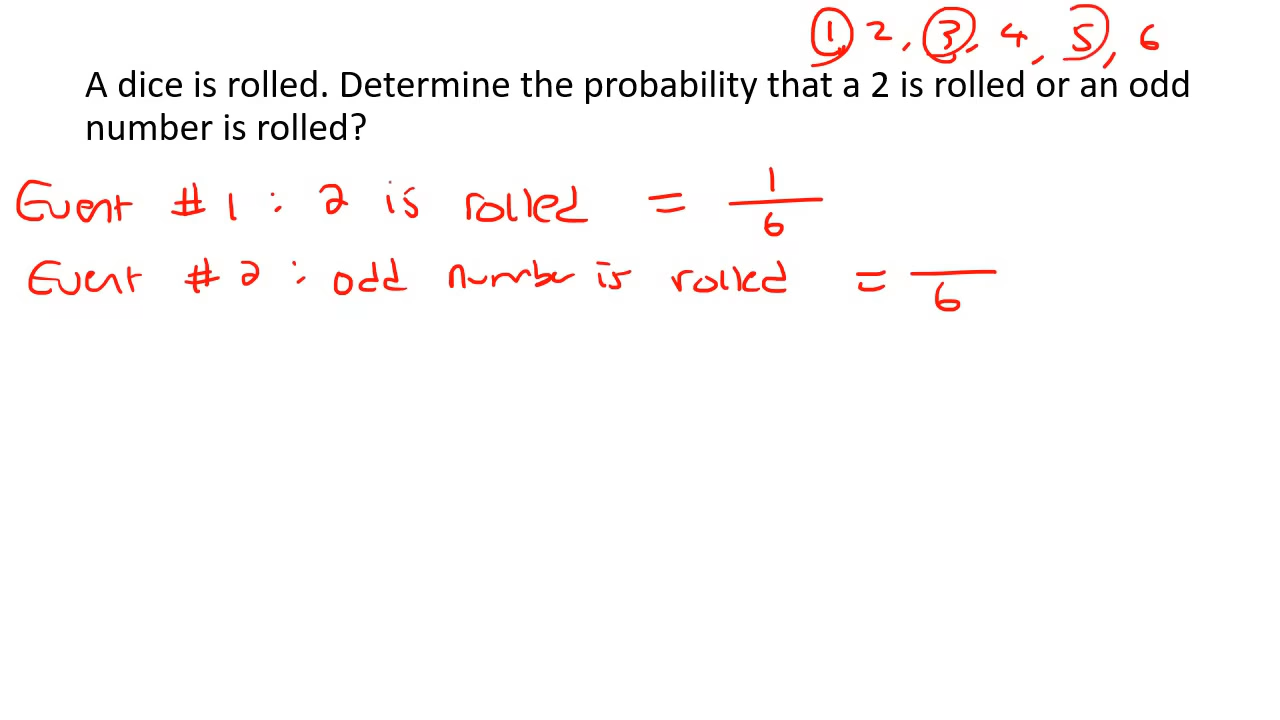 1 2, 3, 4, 5, 6
A dice is rolled. Determine the probability that a 2 is rolled or an odd
number is rolled?
Event #1: 2 is rolled = 1/6
Event #2: odd number is rolled = /6